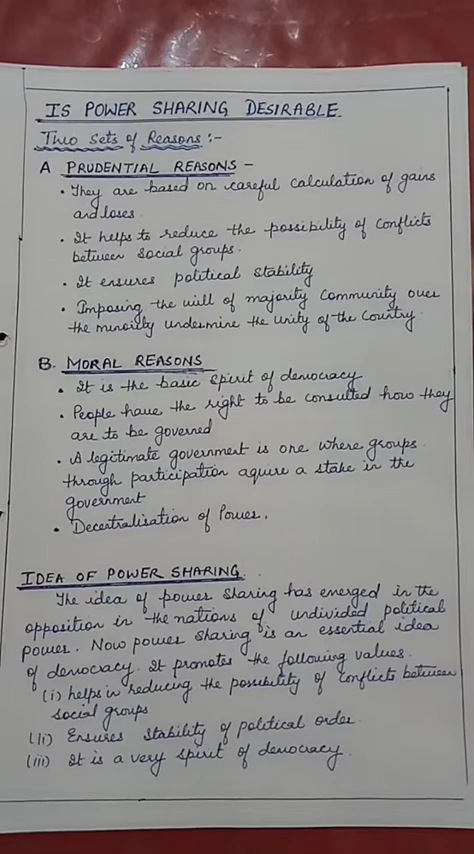 IS POWER SHARING DESIRABLE
Two Sets of Reasons :-
A PRUDENTIAL REASONS -
• They are based on careful calculation of gains
and loses.
• It helps to reduce the possibility of conflicts
between social groups.
• It ensures political stability
• Imposing the will of majority community over
the minority undermine the unity of the country.
B. MORAL REASONS
• It is the basic spirit of democracy
• People have the right to be consulted how they
are to be governed
• A legitimate government is one where groups
through participation aquire a stake in the
government
• Decentralisation of Power.
IDEA OF POWER SHARING.
The idea of power sharing has emerged in the
opposition in the nations of undivided political
power. Now power sharing is an essential idea
of democracy. It promotes the following values.
(i) helps in reducing the possibility of conflicts between
social groups
(ii) Ensures stability of political order.
(iii) It is a very spirit of democracy.